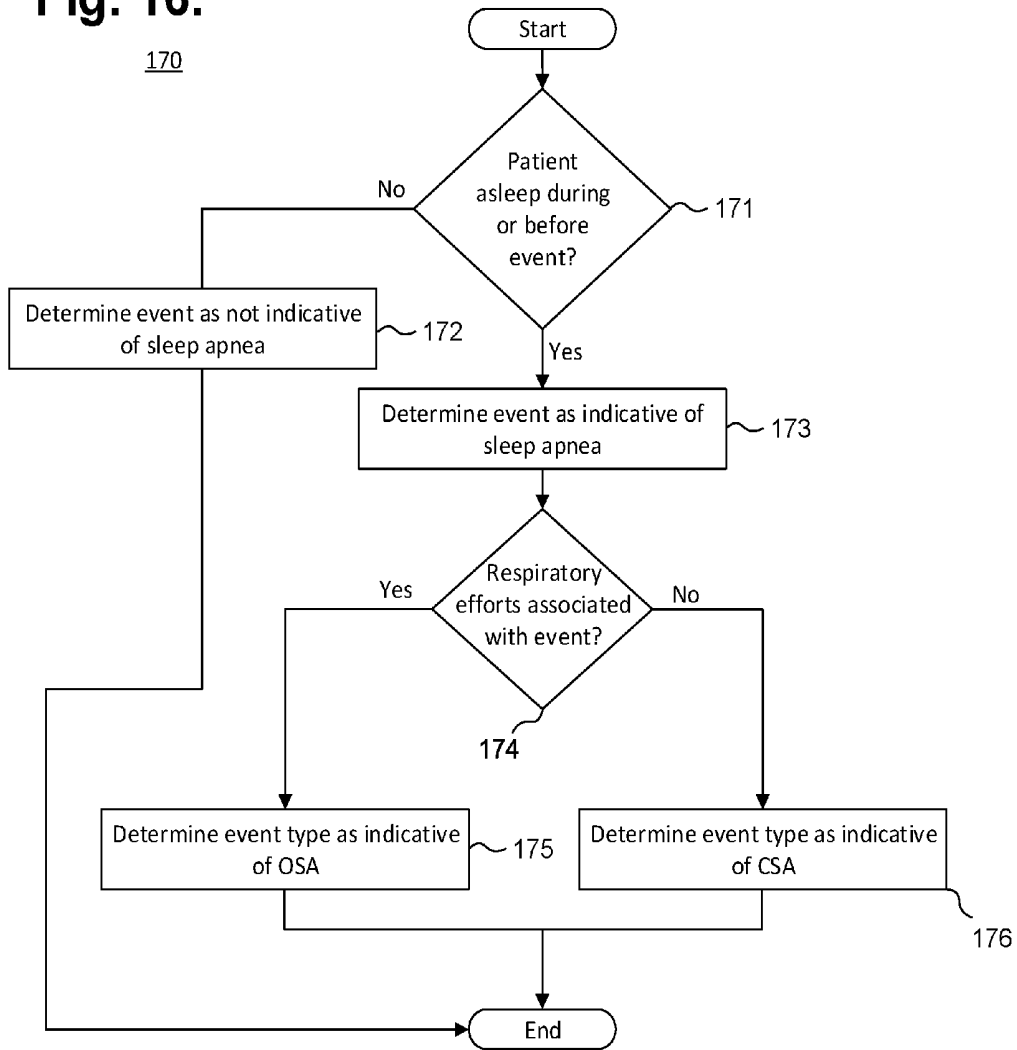 Fig. 16.
170
Start
Patient
asleep during
or before
event?
No
171
Determine event as not indicative
of sleep apnea
172
Yes
Determine event as indicative of
sleep apnea
173
Respiratory
efforts associated
with event?
Yes
No
174
Determine event type as indicative
of OSA
175
Determine event type as indicative
of CSA
176
End